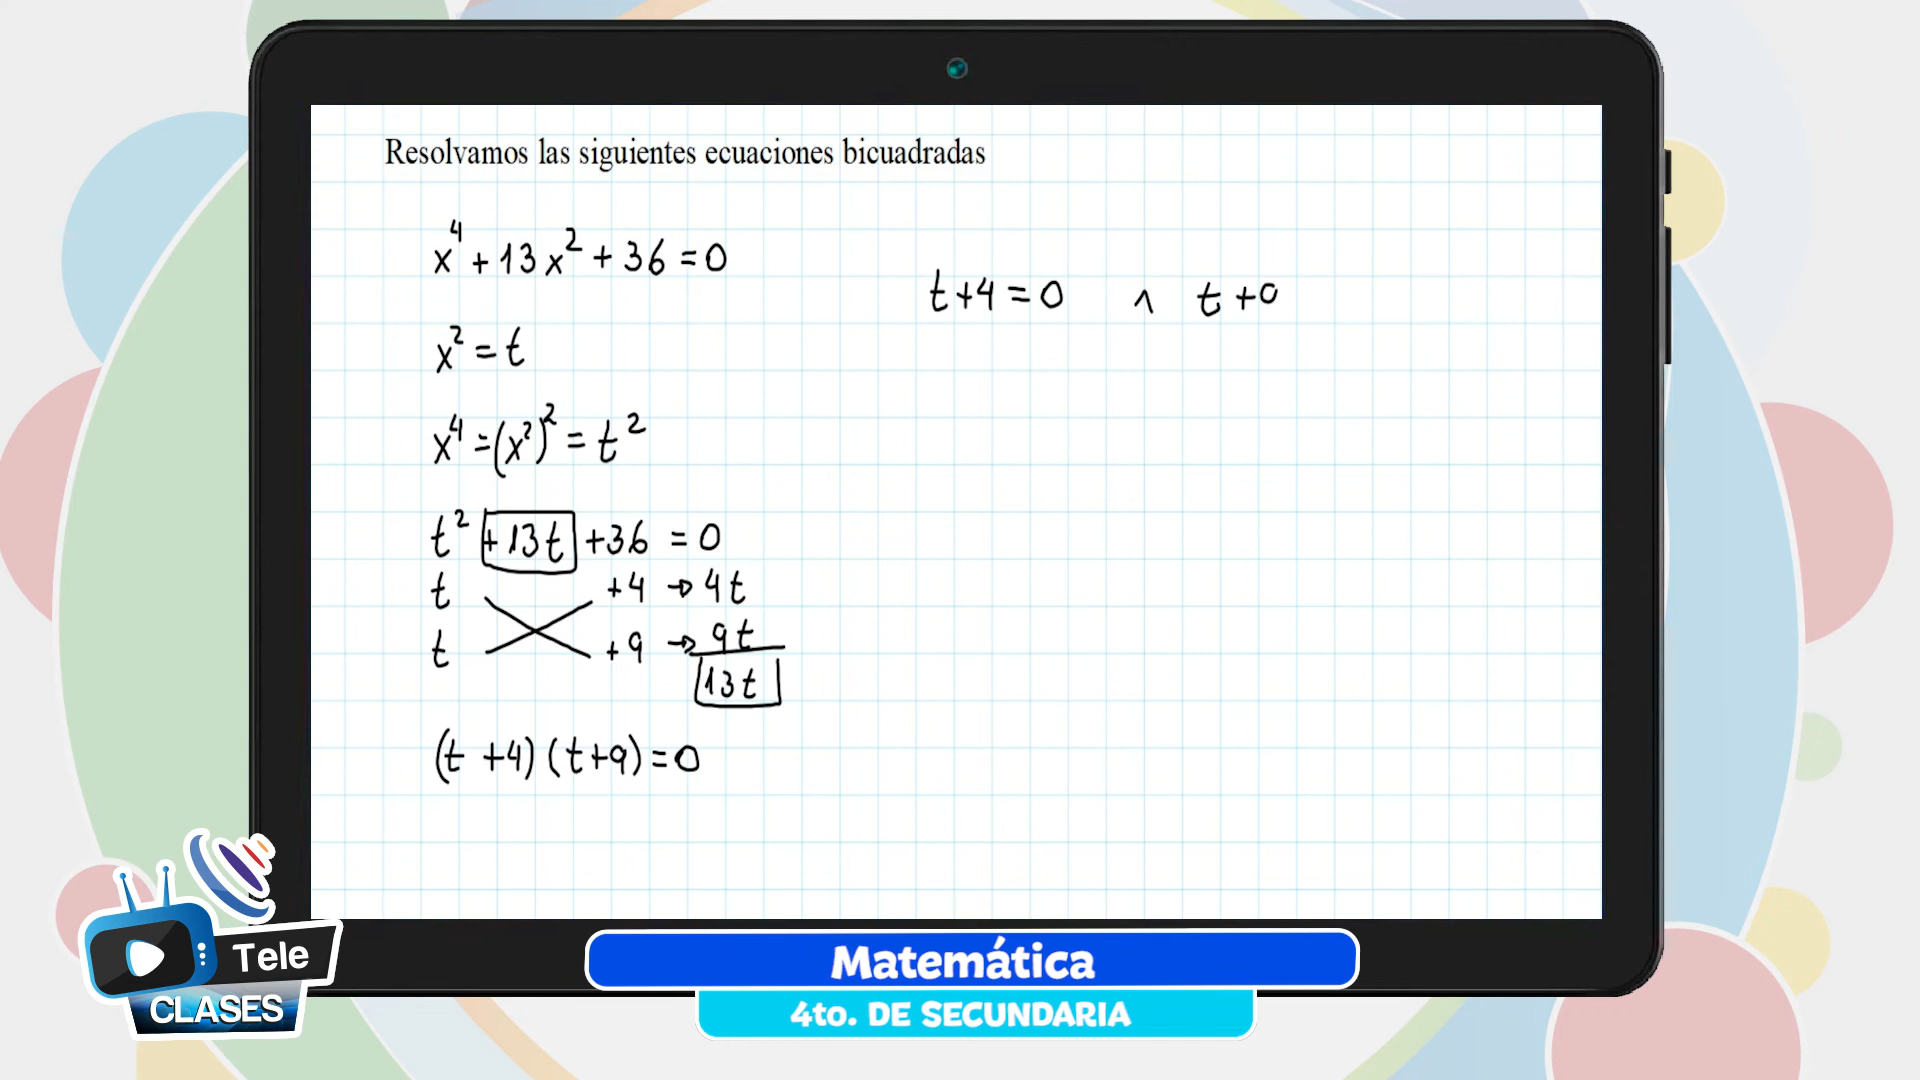 Resolvamos las siguientes ecuaciones bicuadradas
x⁴ + 13x² + 36 = 0
x² = t
x⁴ = (x²)² = t²
t² + 13t + 36 = 0
t +4 → 4t
t +9 → 9t
13t
(t + 4) (t + 9) = 0
t + 4 = 0 ∧ t + 0
Tele
CLASES
Matemática
4to. DE SECUNDARIA